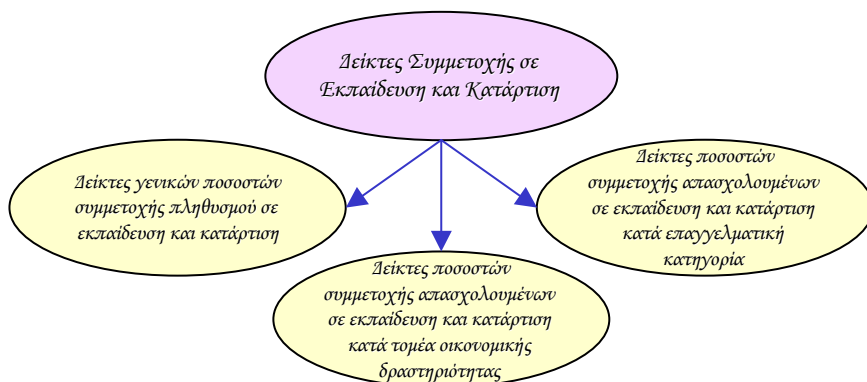 Δείκτες Συμμετοχής σε
Εκπαίδευση και Κατάρτιση
Δείκτες γενικών ποσοστών
συμμετοχής πληθυσμού σε
εκπαίδευση και κατάρτιση
Δείκτες ποσοστών
συμμετοχής απασχολουμένων
σε εκπαίδευση και κατάρτιση
κατά τομέα οικονομικής
δραστηριότητας
Δείκτες ποσοστών
συμμετοχής απασχολουμένων
σε εκπαίδευση και κατάρτιση
κατά επαγγελματική
κατηγορία